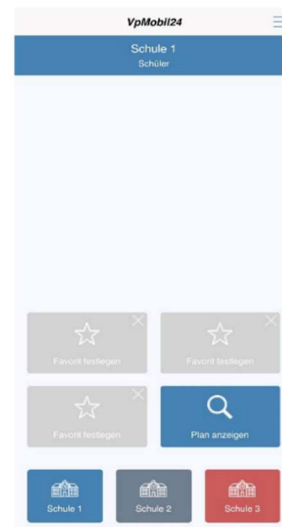 VpMobil24
Schule 1
Schüler
Favorit festlegen
Favorit festlegen
Favorit festlegen
Plan anzeigen
Schule 1
Schule 2
Schule 3